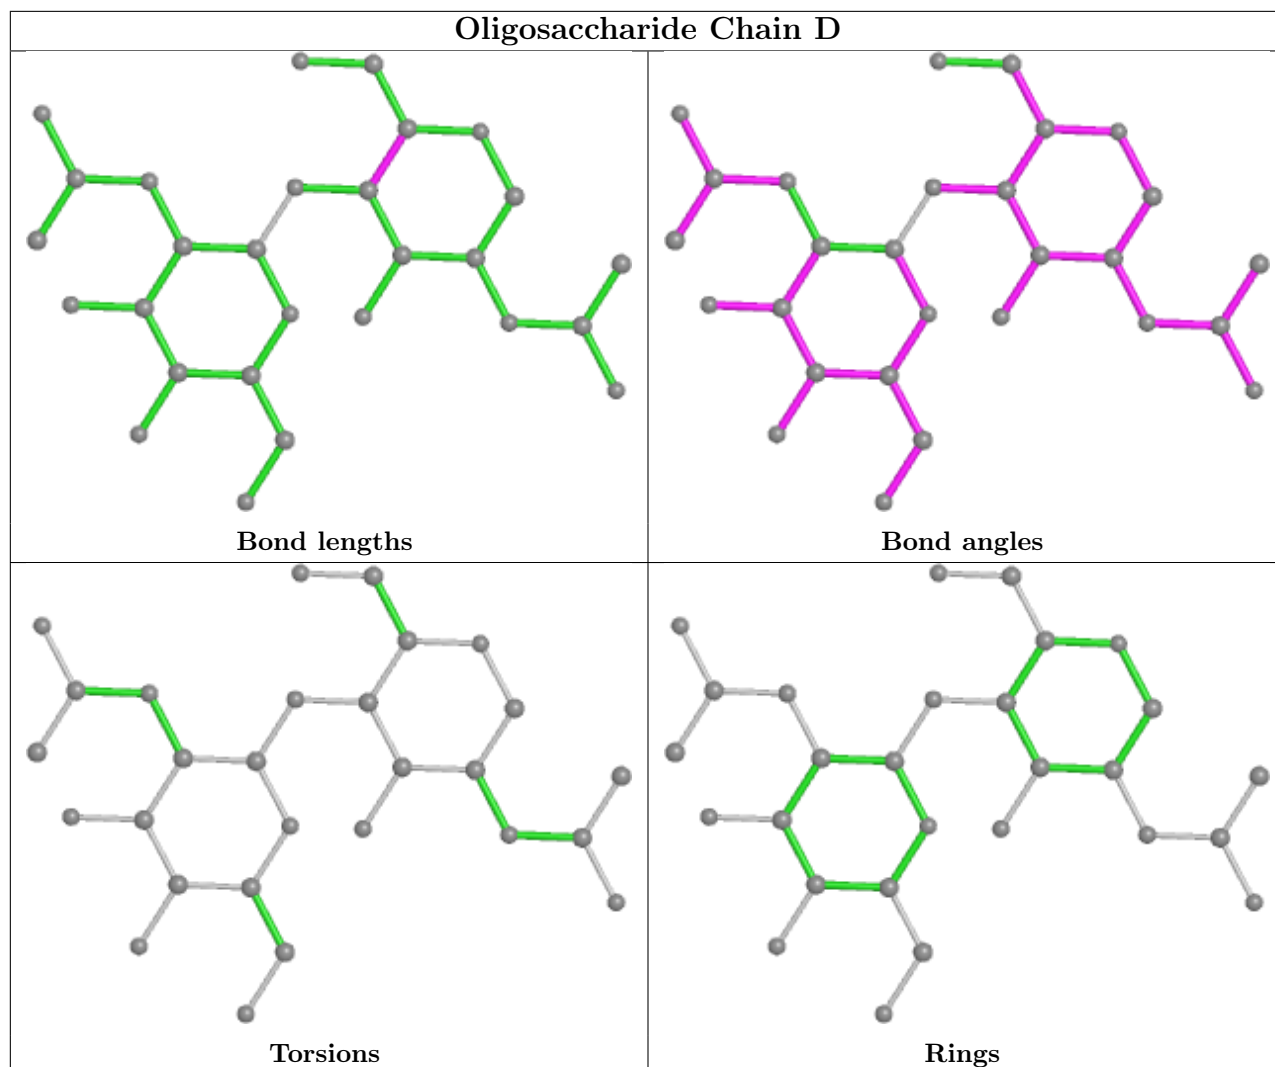 Oligosaccharide Chain D
Bond lengths
Bond angles
Torsions
Rings